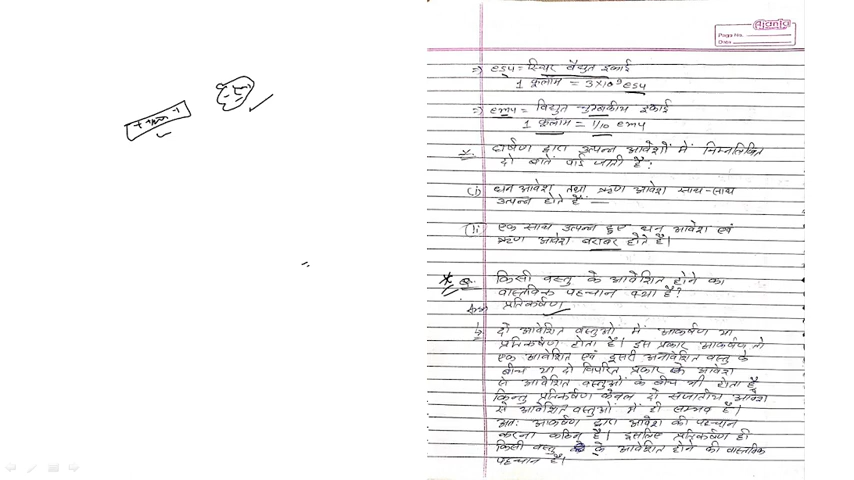 Page No.
Date
⇒ esu = स्थिर वैद्युत इकाई
1 कूलाम = 3×10⁹ esu
⇒ emu = विद्युत चुम्बकीय इकाई
1 कूलाम = 1/10 emu
* घर्षण द्वारा उत्पन्न आवेशों में निम्नलिखित
दो बातें पाई जाती है:
(i) धन आवेश तथा ऋण आवेश साथ-साथ
उत्पन्न होते हैं —
(ii) एक साथ उत्पन्न हुए धन आवेश एवं
ऋण आवेश बराबर होते हैं।
* Q. किसी वस्तु के आवेशित होने का
वास्तविक पहचान क्या है?
Ans प्रतिकर्षण
↳ दो आवेशित वस्तुओ में आकर्षण या
प्रतिकर्षण होता है। इस प्रकार आकर्षण तो
एक आवेशित एवं दूसरी अनावेशित वस्तु के
बीच या दो विपरित प्रकार के आवेश
से आवेशित वस्तुओं के बीच भी होता है
किन्तु प्रतिकर्षण केवल दो सजातीय आवेश
से आवेशित वस्तुओं में ही सम्भव है।
अतः आकर्षण द्वारा आवेश की पहचान
करना कठिन है। इसलिए प्रतिकर्षण ही
किसी वस्तु के आवेशित होने की वास्तविक
पहचान है।